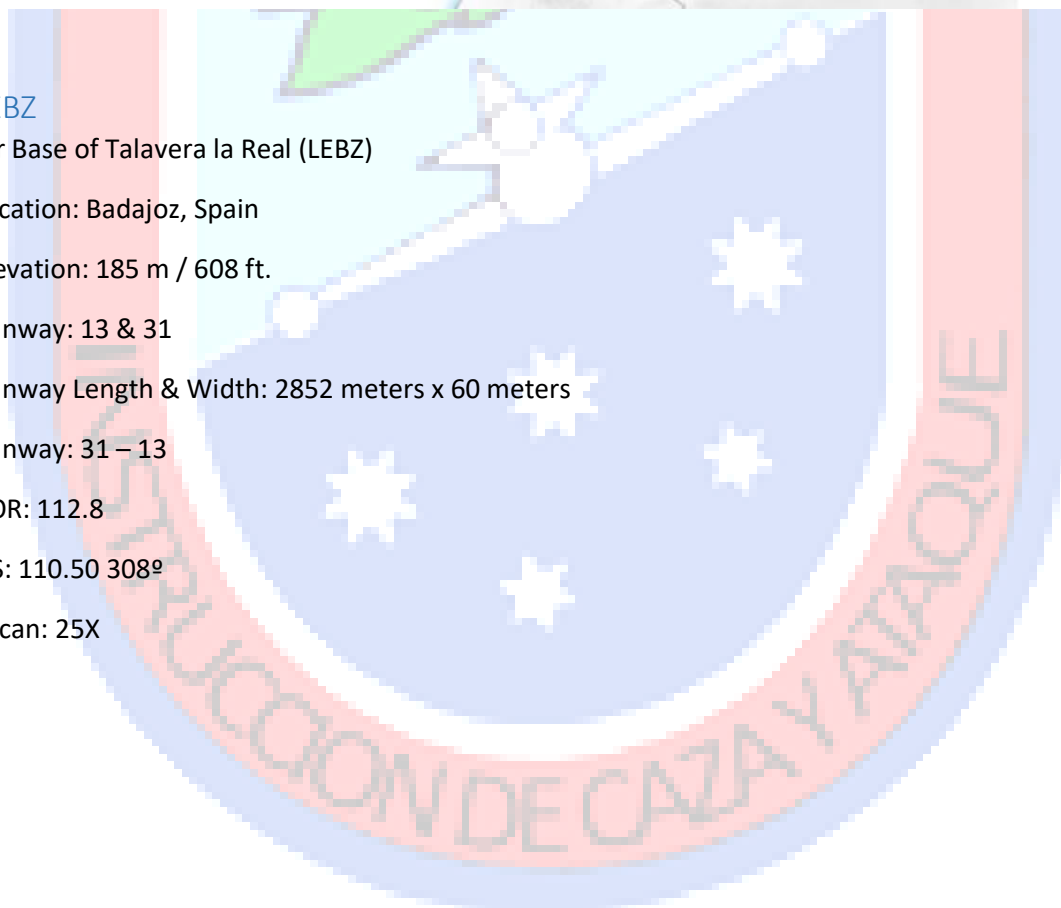 EBZ
r Base of Talavera la Real (LEBZ)
cation: Badajoz, Spain
evation: 185 m / 608 ft.
nway: 13 & 31
nway Length & Width: 2852 meters x 60 meters
nway: 31 – 13
OR: 112.8
S: 110.50 308º
can: 25X
INSTRUCCION DE CAZA Y ATAQUE